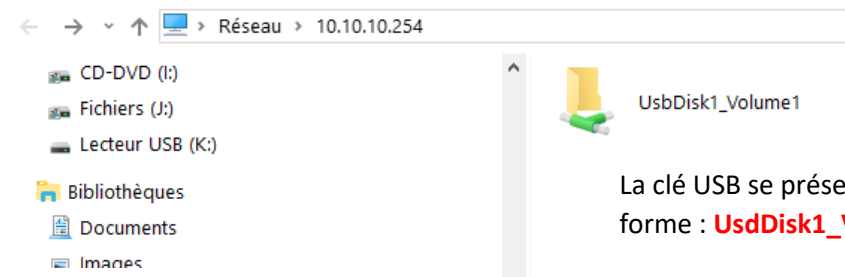 Réseau > 10.10.10.254
CD-DVD (I:)
Fichiers (J:)
Lecteur USB (K:)
Bibliothèques
Documents
Images
UsbDisk1_Volume1
La clé USB se prése
forme : UsdDisk1_V